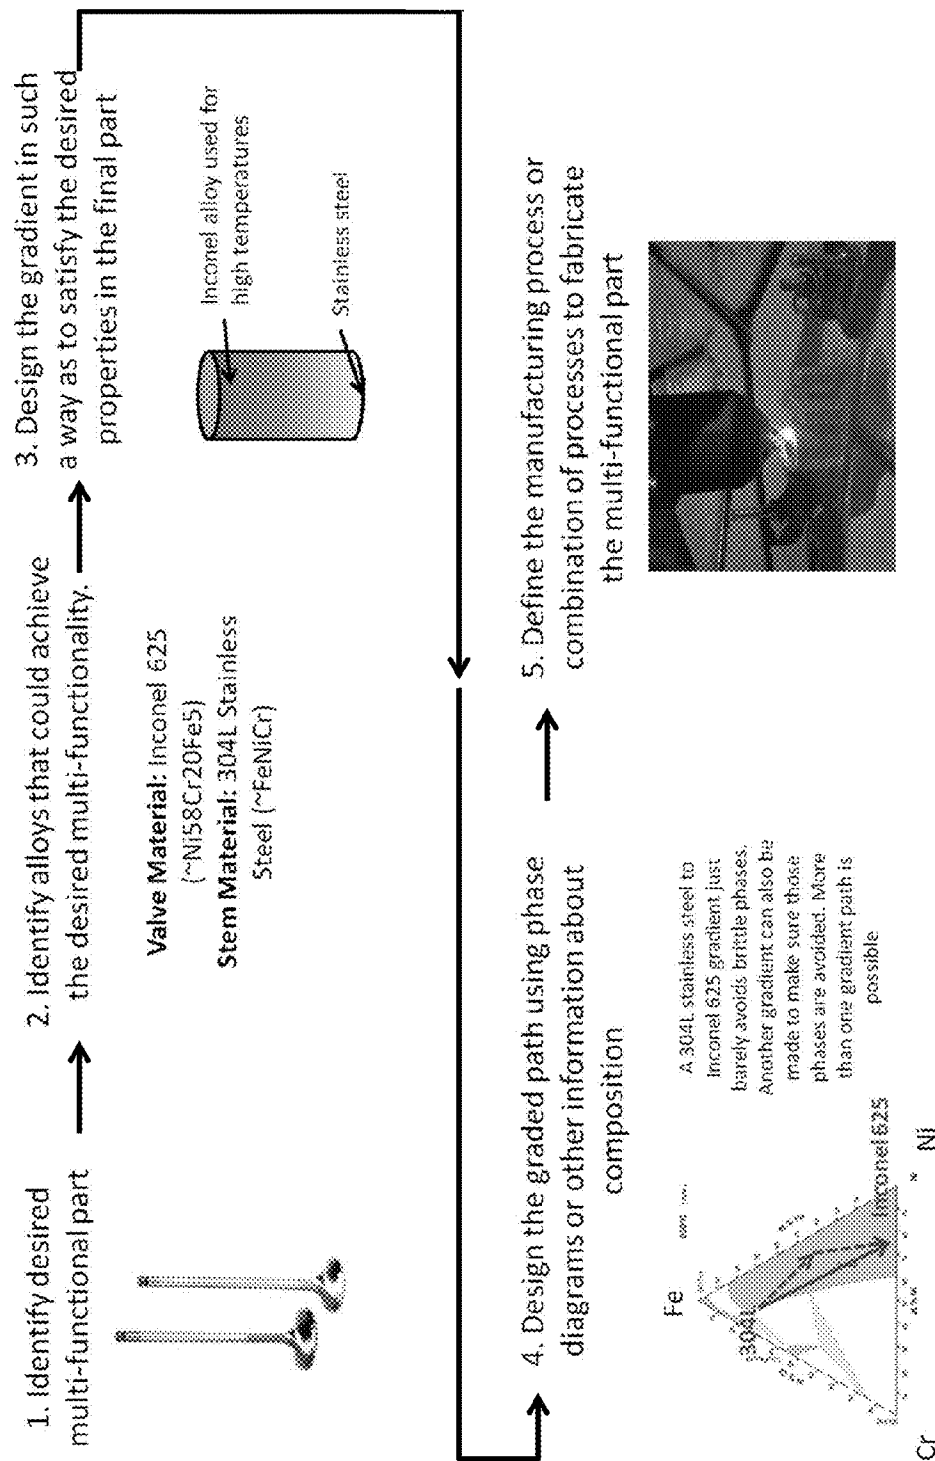 1. Identify desired
multi-functional part
2. Identify alloys that could achieve
the desired multi-functionality.
Valve Material: Inconel 625
(~Ni58Cr20Fe5)
Stem Material: 304L Stainless
Steel (~FeNiCr)
3. Design the gradient in such
a way as to satisfy the desired
properties in the final part
Inconel alloy used for
high temperatures
Stainless steel
4. Design the graded path using phase
diagrams or other information about
composition
Fe
304L
Inconel 625
Cr
Ni
A 304L stainless steel to
Inconel 625 gradient just
barely avoids brittle phases.
Another gradient can also be
made to make sure those
phases are avoided. More
than one gradient path is
possible
5. Define the manufacturing process or
combination of processes to fabricate
the multi-functional part